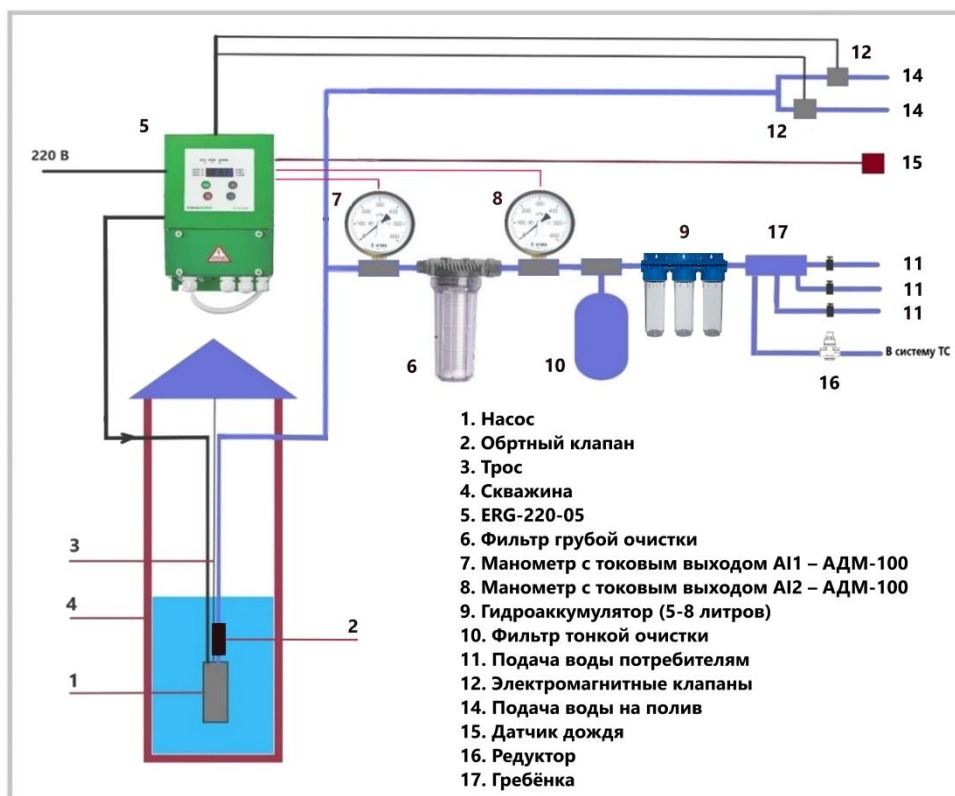 12
14
14
12
5
220 В
15
7
8
9
17
11
11
11
В систему ТС
6
10
16
3
4
2
1
1. Насос
2. Обртный клапан
3. Трос
4. Скважина
5. ERG-220-05
6. Фильтр грубой очистки
7. Манометр с токовым выходом AI1 – АДМ-100
8. Манометр с токовым выходом AI2 – АДМ-100
9. Гидроаккумулятор (5-8 литров)
10. Фильтр тонкой очистки
11. Подача воды потребителям
12. Электромагнитные клапаны
14. Подача воды на полив
15. Датчик дождя
16. Редуктор
17. Гребёнка